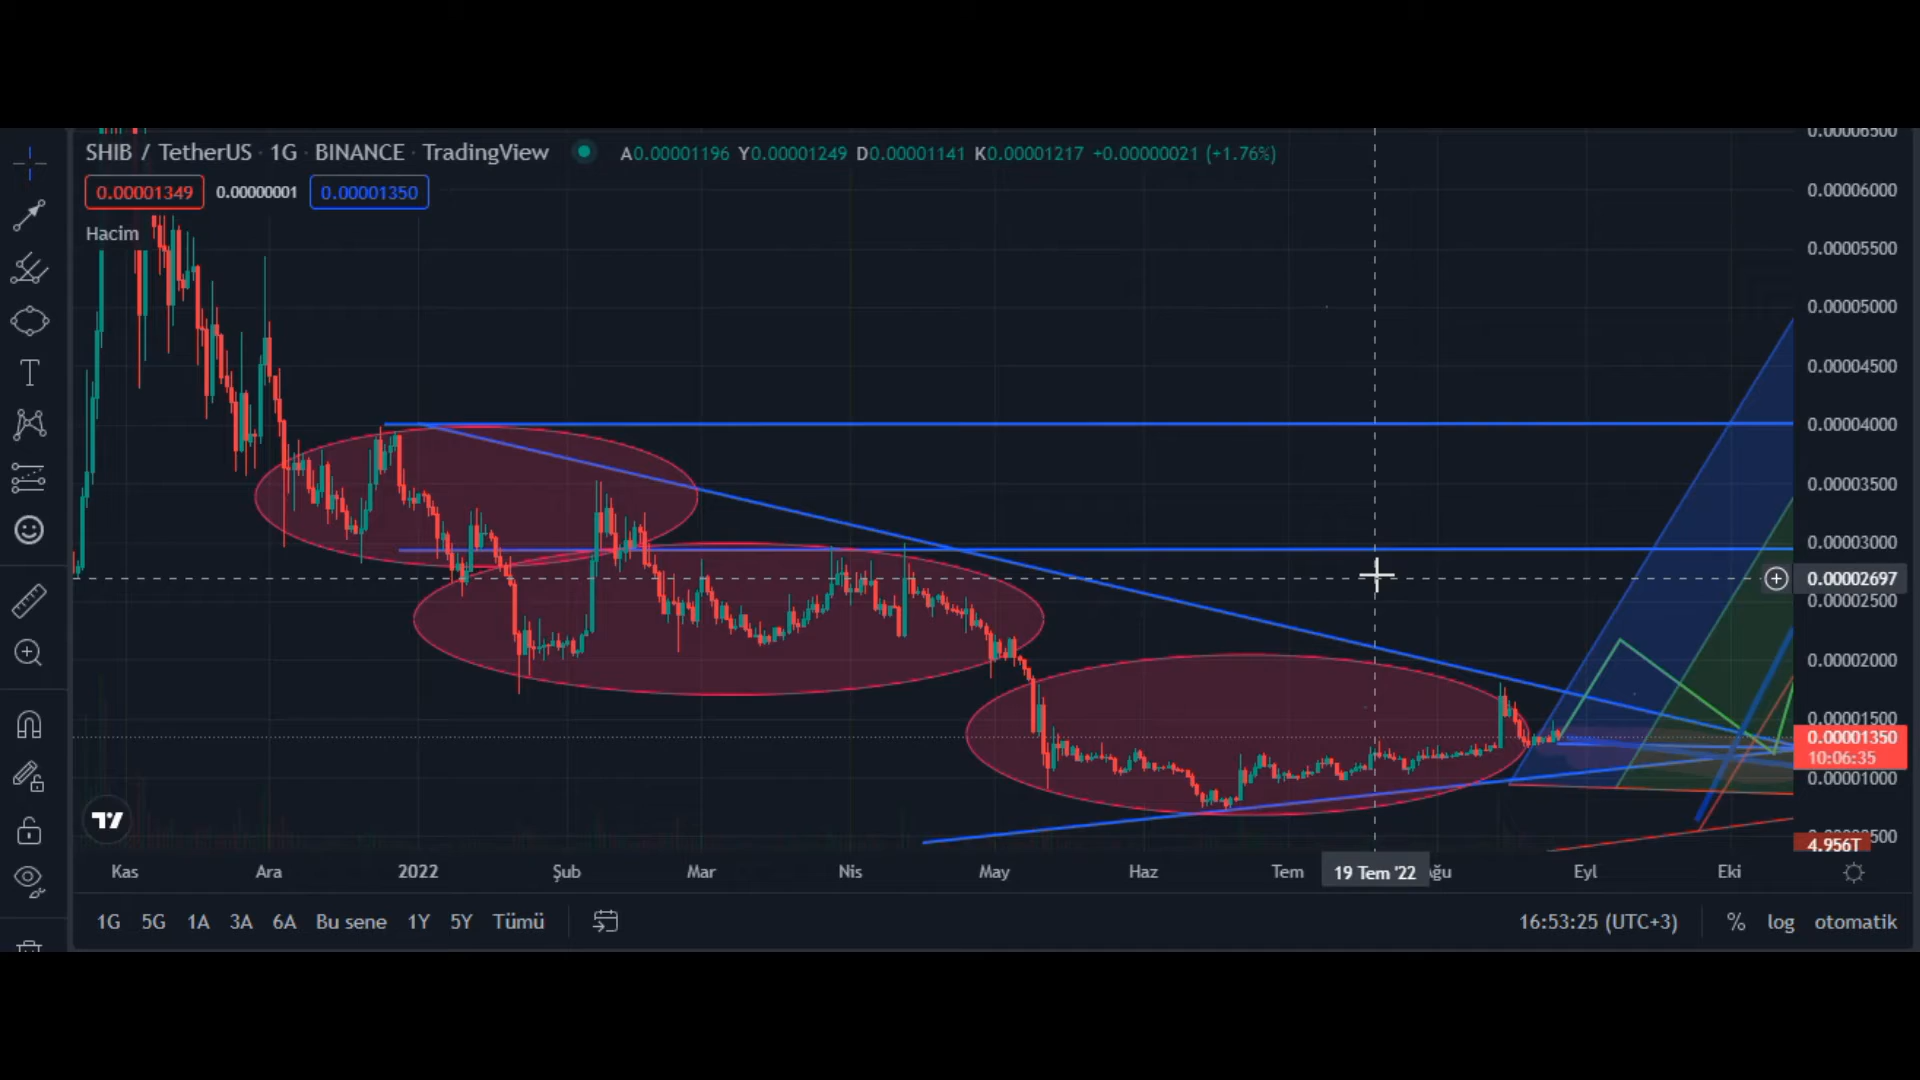 0.00006500
SHIB / TetherUS · 1G · BINANCE · TradingView A0.00001196 Y0.00001249 D0.00001141 K0.00001217 +0.00000021 (+1.76%)
0.00001349 0.00000001 0.00001350
0.00006000
Hacim
0.00005500
0.00005000
0.00004500
0.00004000
0.00003500
0.00003000
0.00002697
0.00002500
0.00002000
0.00001500
0.00001350
10:06:35
0.00001000
4.956T
Kas Ara 2022 Şub Mar Nis May Haz Tem 19 Tem '22 Eyl Eki
1G 5G 1A 3A 6A Bu sene 1Y 5Y Tümü 16:53:25 (UTC+3) % log otomatik